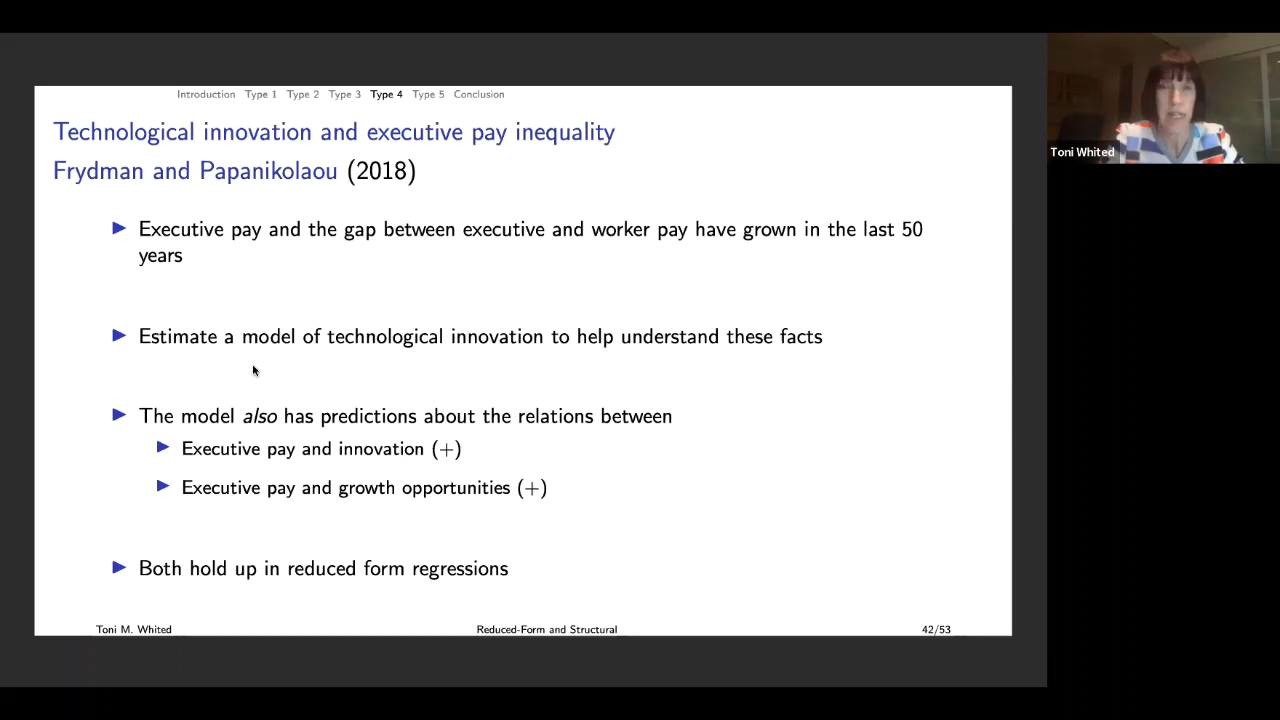 Introduction Type 1 Type 2 Type 3 Type 4 Type 5 Conclusion
Technological innovation and executive pay inequality
Frydman and Papanikolaou (2018)
Executive pay and the gap between executive and worker pay have grown in the last 50
years
Estimate a model of technological innovation to help understand these facts
The model also has predictions about the relations between
Executive pay and innovation (+)
Executive pay and growth opportunities (+)
Both hold up in reduced form regressions
Toni M. Whited Reduced-Form and Structural 42/53
Toni Whited